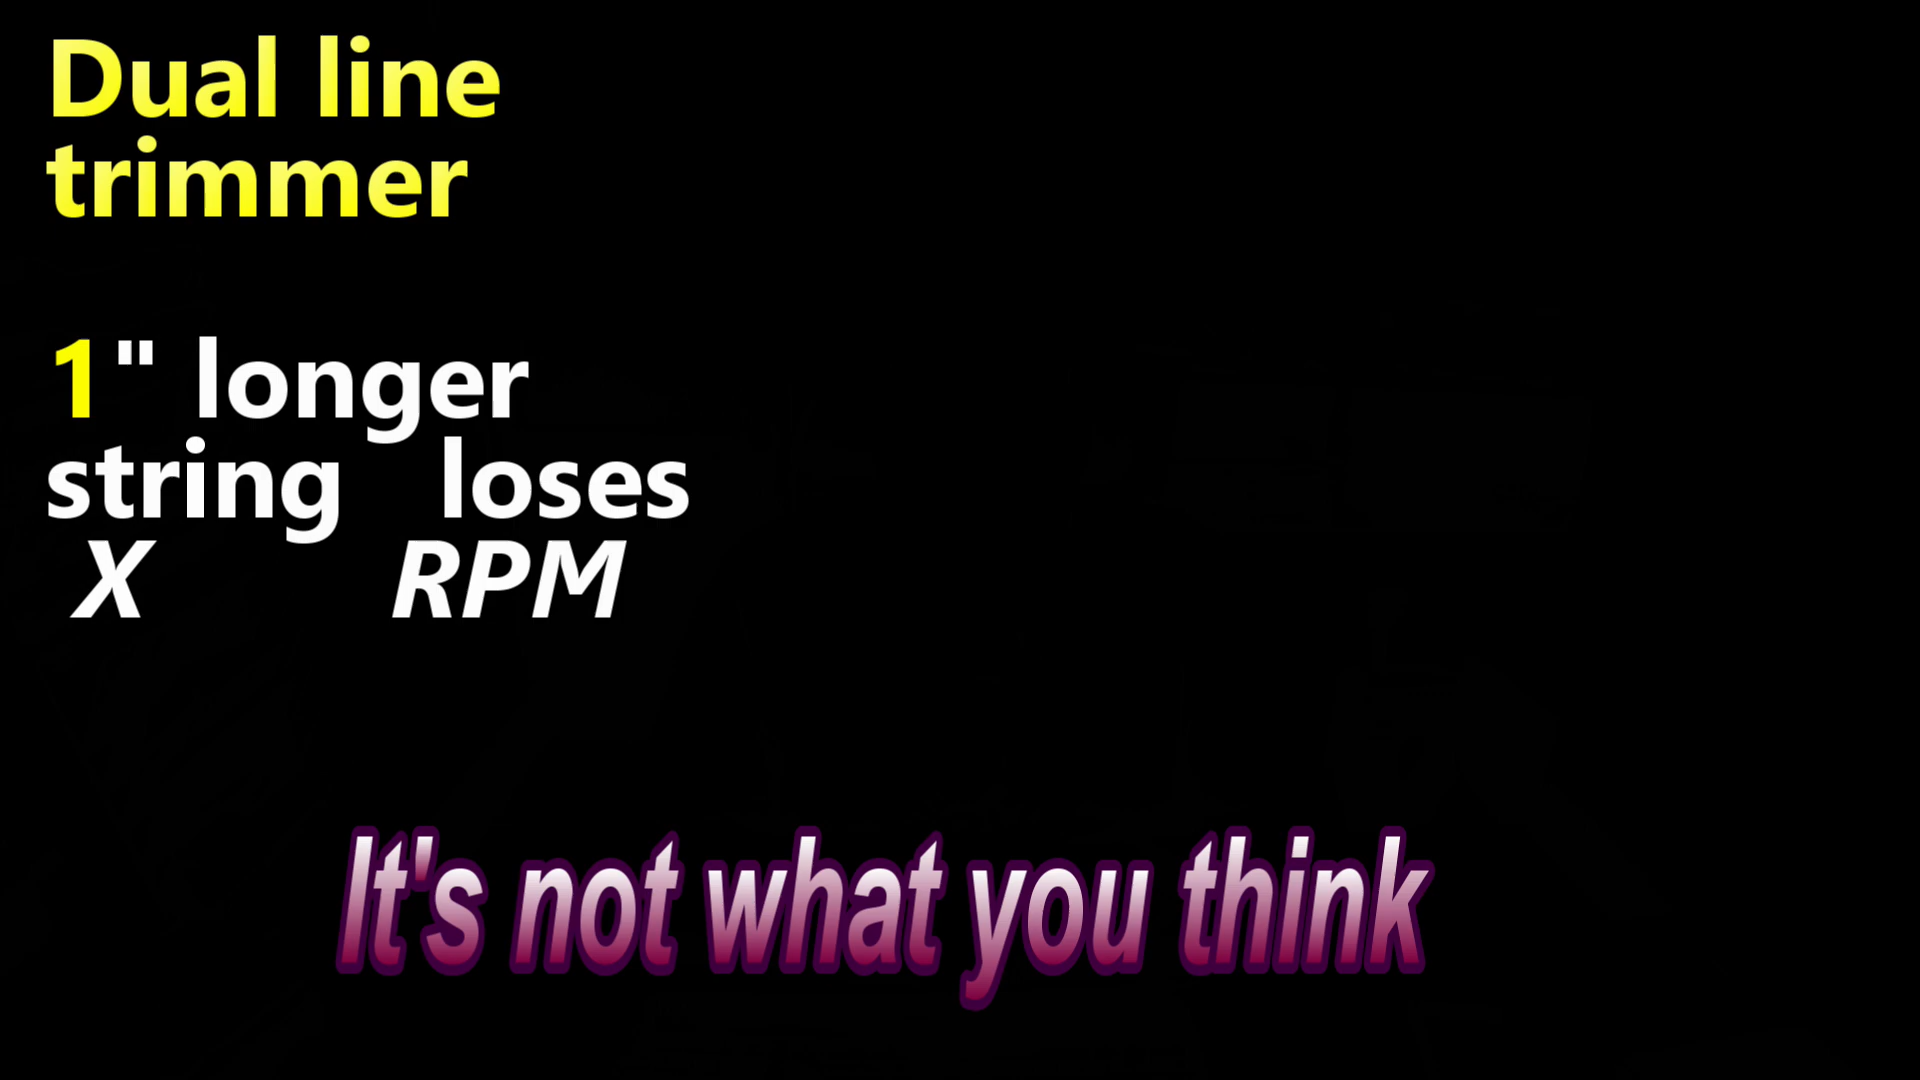 Dual line
trimmer
1" longer
string loses
X RPM
It's not what you think